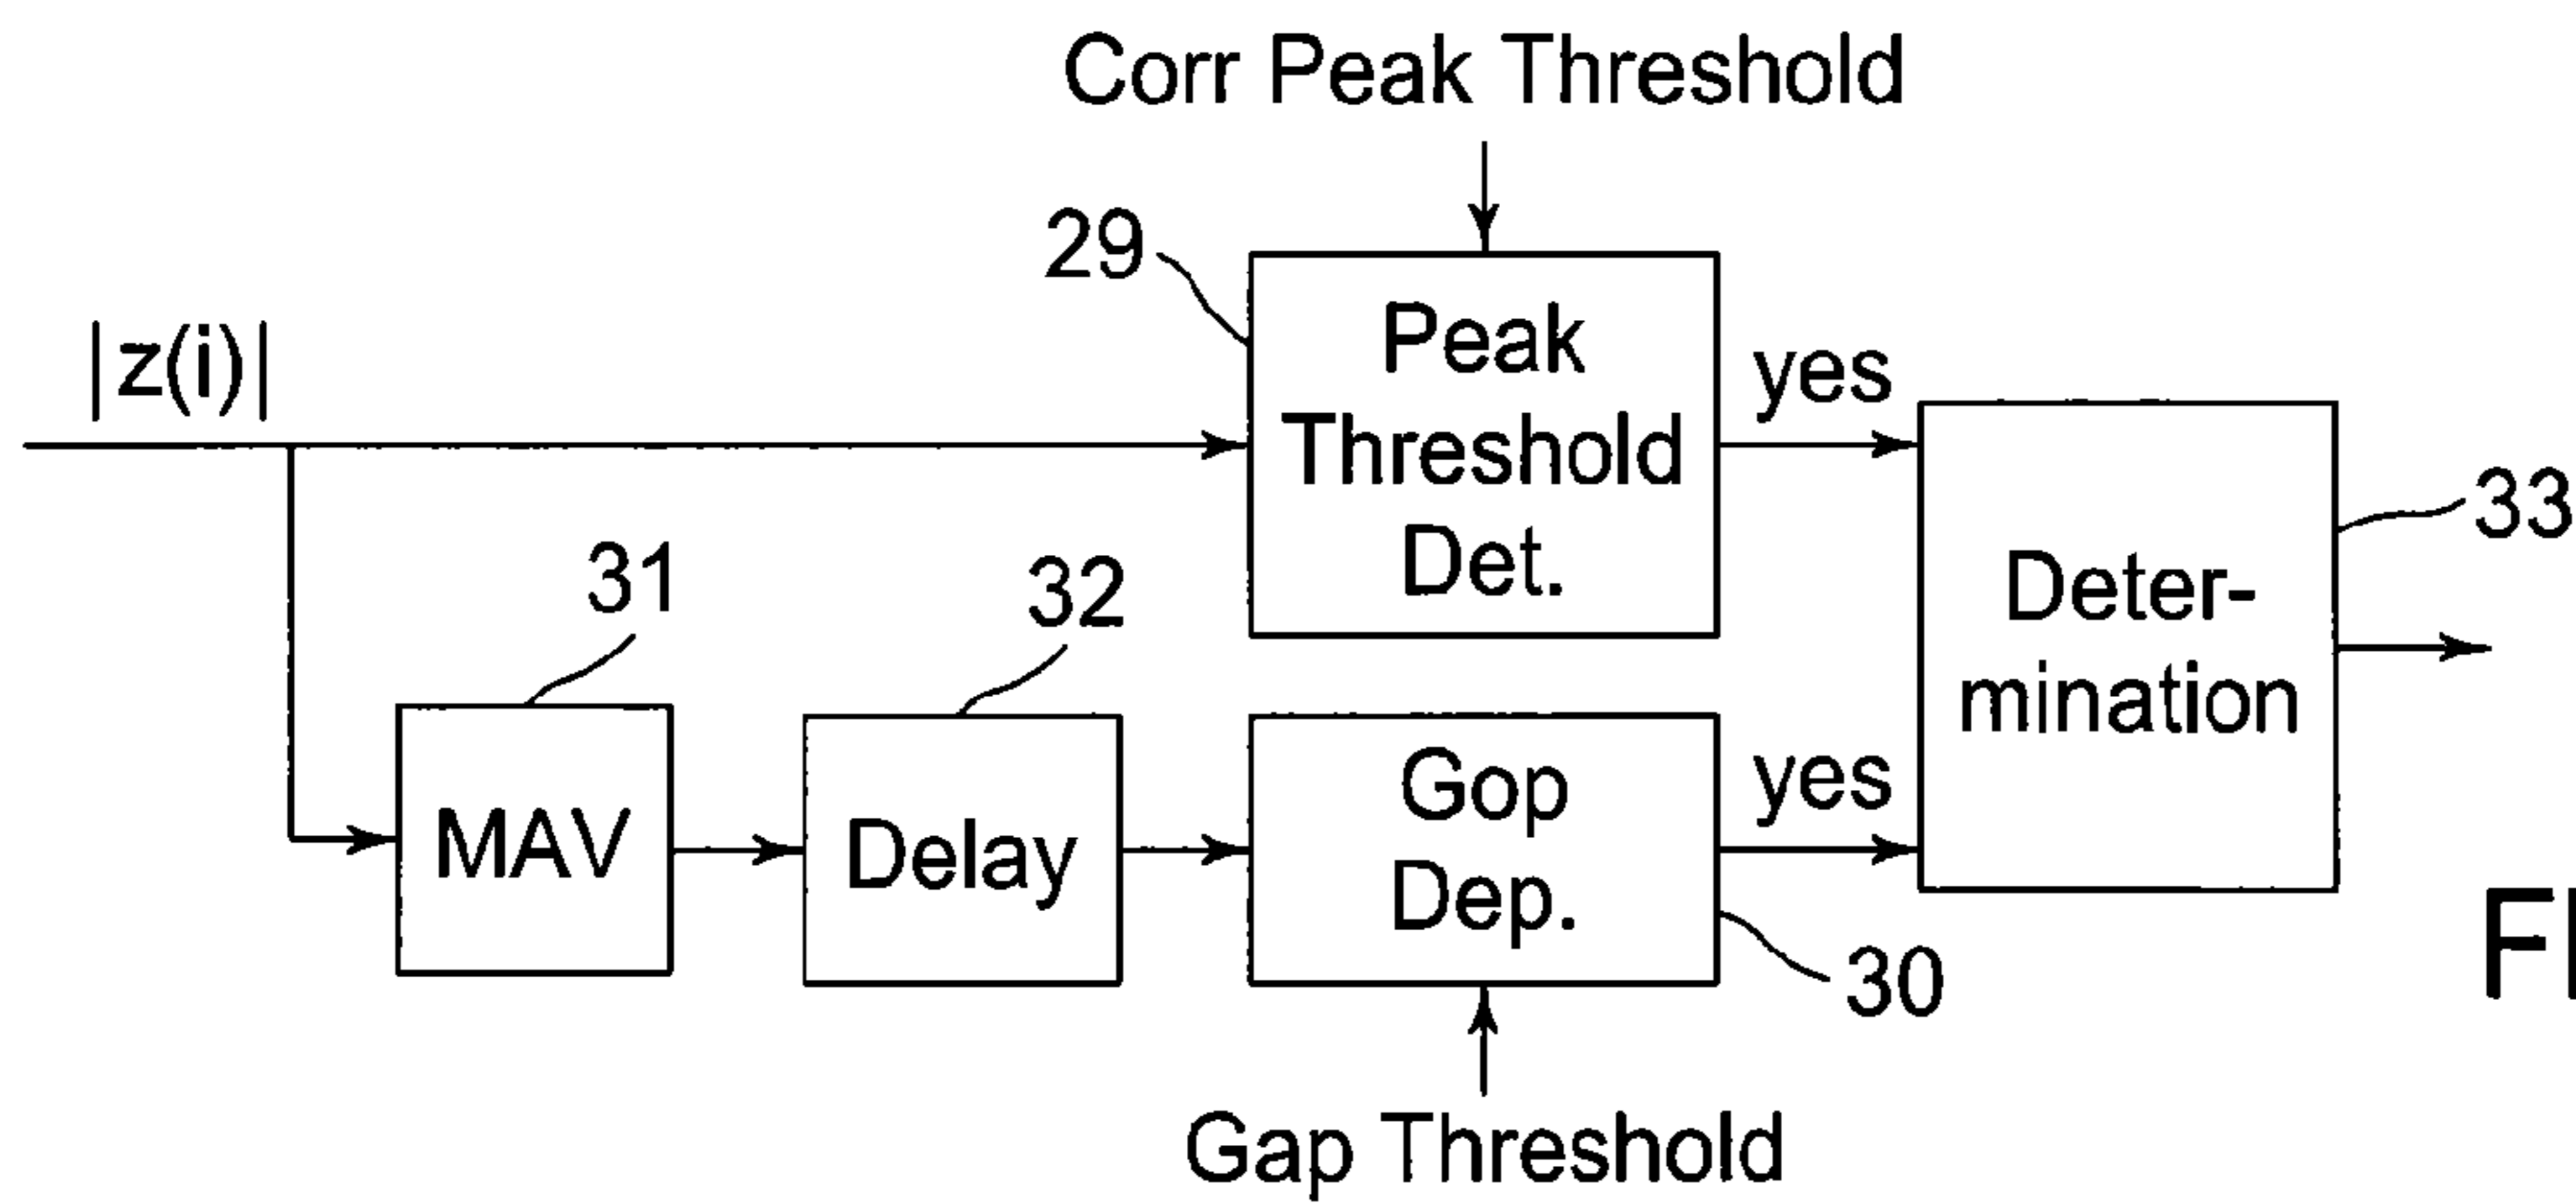 Corr Peak Threshold
29
|z(i)|
Peak
Threshold
Det.
yes
33
Deter-
mination
31
32
MAV
Delay
Gop
Dep.
yes
30
Gap Threshold